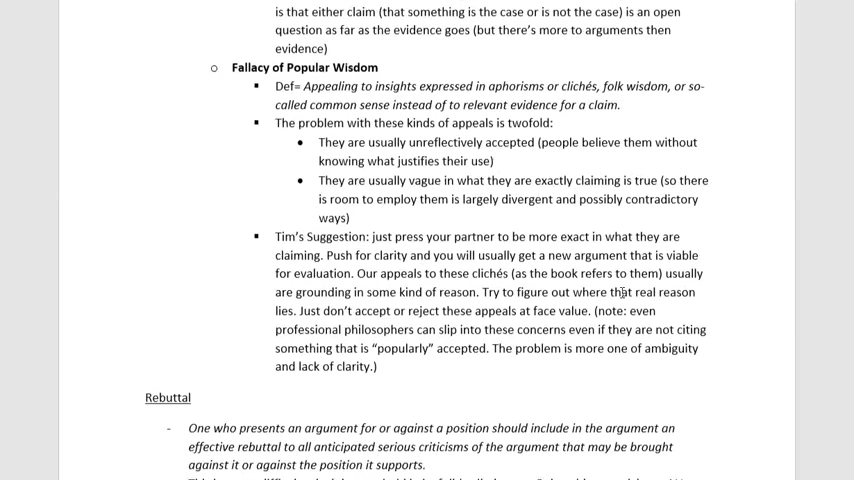 is that either claim (that something is the case or is not the case) is an open
question as far as the evidence goes (but there's more to arguments then
evidence)
o Fallacy of Popular Wisdom
▪ Def= Appealing to insights expressed in aphorisms or clichés, folk wisdom, or so-
called common sense instead of to relevant evidence for a claim.
▪ The problem with these kinds of appeals is twofold:
• They are usually unreflectively accepted (people believe them without
knowing what justifies their use)
• They are usually vague in what they are exactly claiming is true (so there
is room to employ them is largely divergent and possibly contradictory
ways)
▪ Tim's Suggestion: just press your partner to be more exact in what they are
claiming. Push for clarity and you will usually get a new argument that is viable
for evaluation. Our appeals to these clichés (as the book refers to them) usually
are grounding in some kind of reason. Try to figure out where that real reason
lies. Just don't accept or reject these appeals at face value. (note: even
professional philosophers can slip into these concerns even if they are not citing
something that is “popularly” accepted. The problem is more one of ambiguity
and lack of clarity.)
Rebuttal
- One who presents an argument for or against a position should include in the argument an
effective rebuttal to all anticipated serious criticisms of the argument that may be brought
against it or against the position it supports.